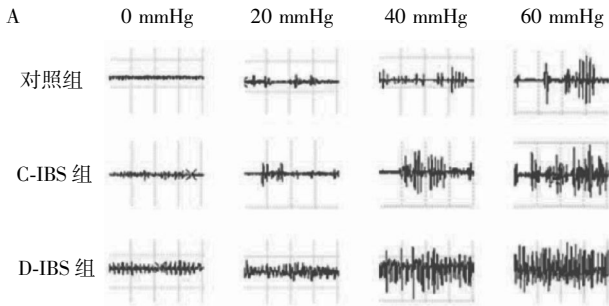 A 0 mmHg 20 mmHg 40 mmHg 60 mmHg
对照组
C-IBS 组
D-IBS 组